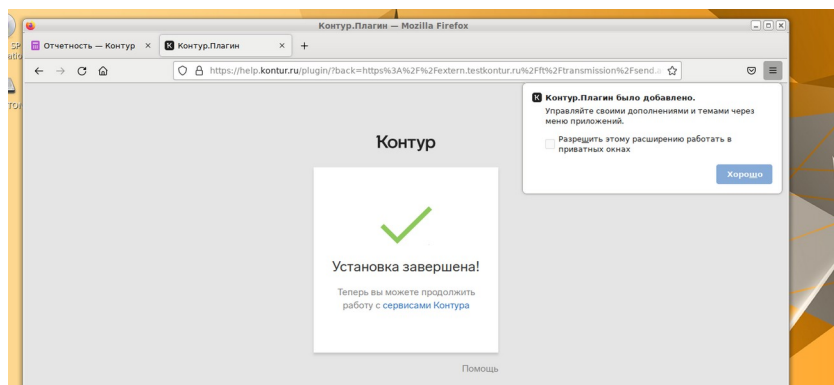 Контур.Плагин — Mozilla Firefox
Отчетность — Контур
Контур.Плагин
https://help.kontur.ru/plugin/?back=https%3A%2F%2Fextern.testkontur.ru%2Fft%2Ftransmission%2Fsend.a
Контур.Плагин было добавлено.
Управляйте своими дополнениями и темами через
меню приложений.
Разрешить этому расширению работать в
приватных окнах
Хорошо
Контур
Установка завершена!
Теперь вы можете продолжить
работу с сервисами Контура
Помощь